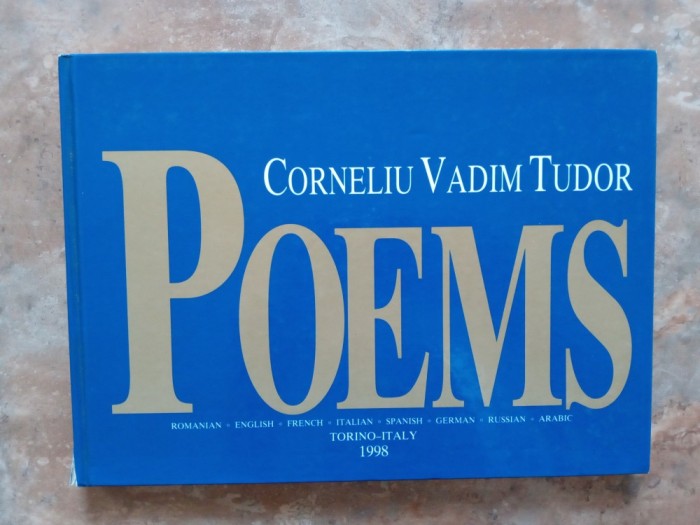 CORNELIU VADIM TUDOR
POEMS
ROMANIAN • ENGLISH • FRENCH • ITALIAN • SPANISH • GERMAN • RUSSIAN • ARABIC
TORINO–ITALY
1998